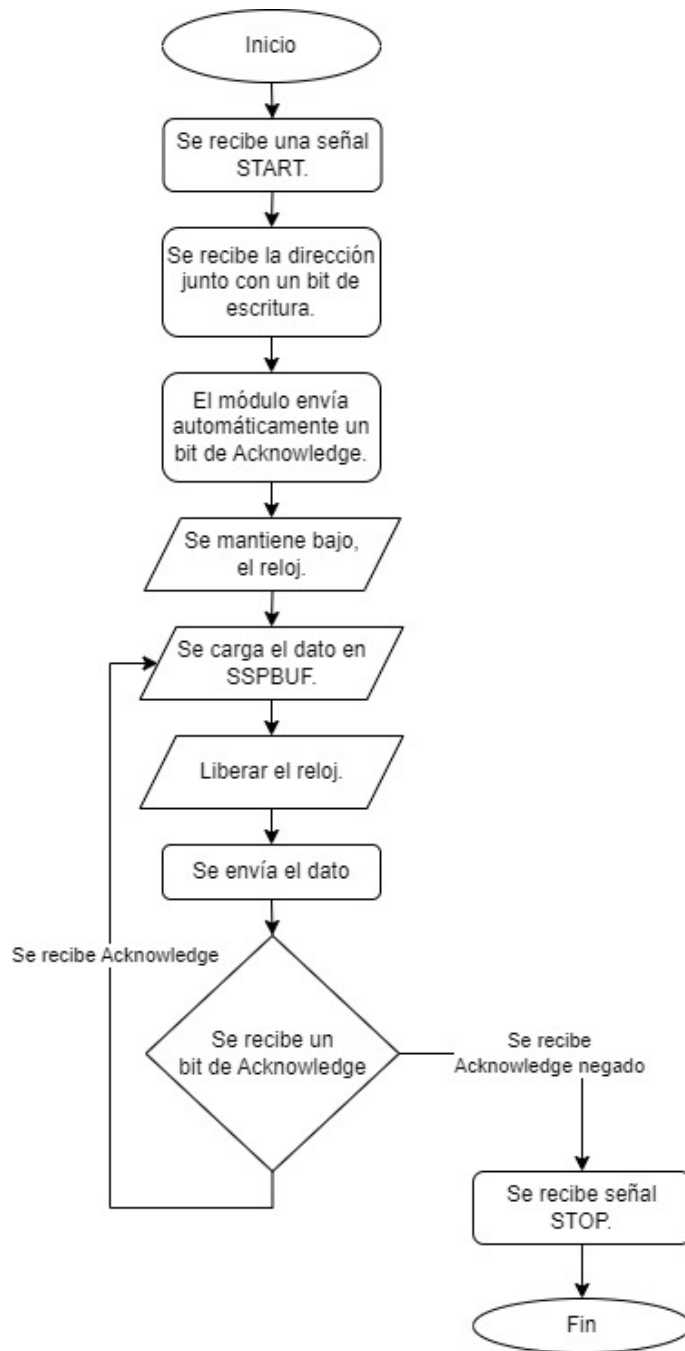 Inicio
Se recibe una señal
START.
Se recibe la dirección
junto con un bit de
escritura.
El módulo envía
automáticamente un
bit de Acknowledge.
Se mantiene bajo,
el reloj.
Se carga el dato en
SSPBUF.
Liberar el reloj.
Se envía el dato
Se recibe Acknowledge
Se recibe un
bit de Acknowledge
Se recibe
Acknowledge negado
Se recibe señal
STOP.
Fin